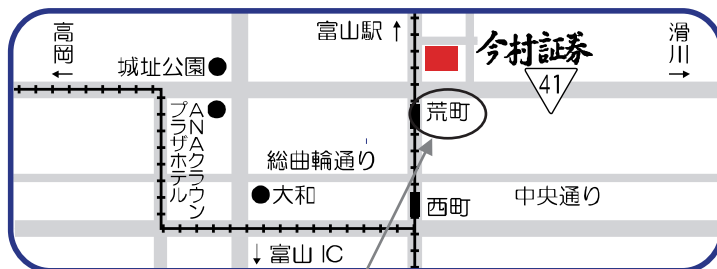 高岡
←
富山駅↑
今村証券
滑川
→
城址公園●
41
ANAクラウン
プラザホテル
荒町
総曲輪通り
●大和
西町
中央通り
↓富山 IC